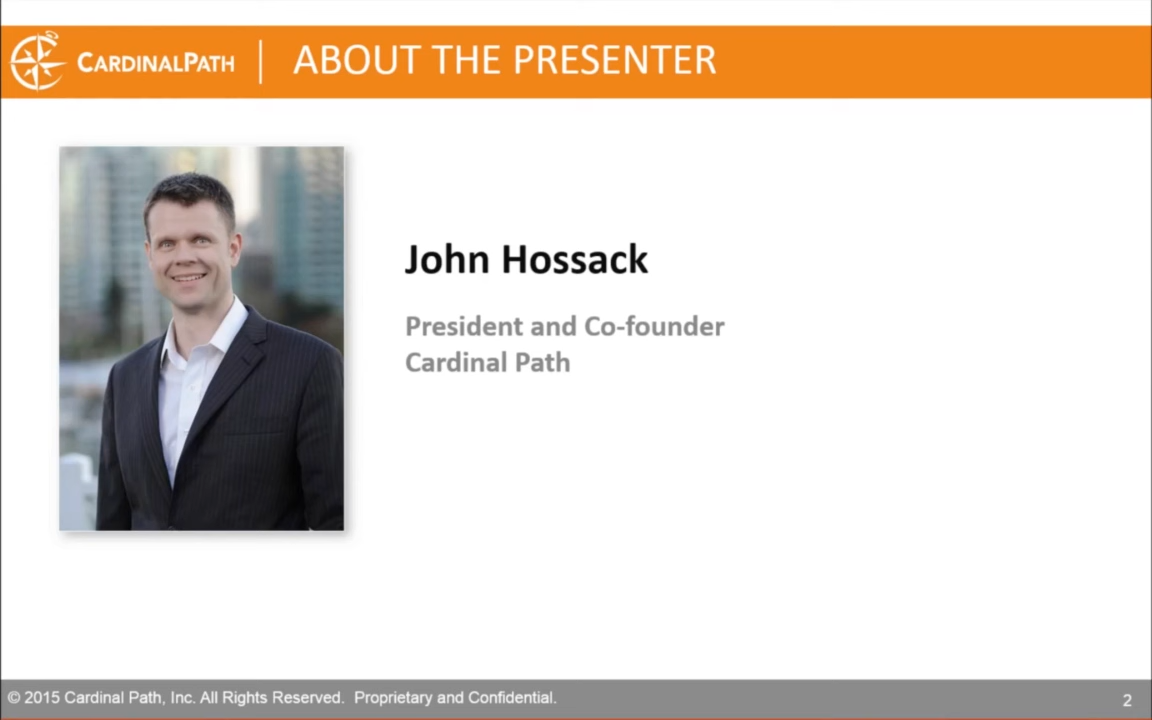 CARDINALPATH
ABOUT THE PRESENTER
John Hossack
President and Co-founder
Cardinal Path
© 2015 Cardinal Path, Inc. All Rights Reserved. Proprietary and Confidential.
2